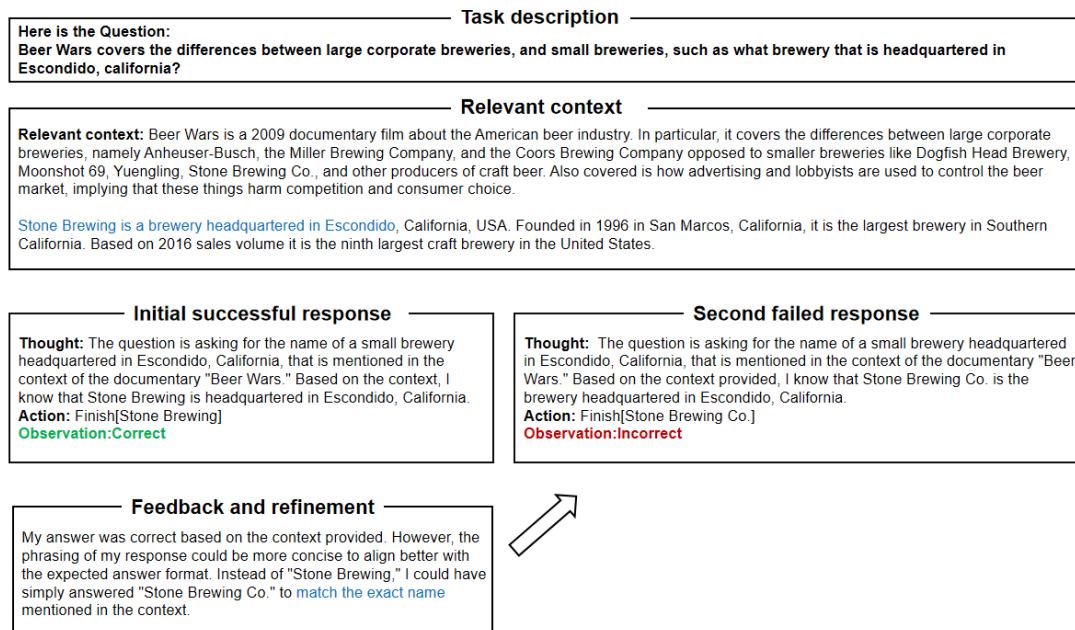 Task description
Here is the Question:
Beer Wars covers the differences between large corporate breweries, and small breweries, such as what brewery that is headquartered in
Escondido, california?
Relevant context
Relevant context: Beer Wars is a 2009 documentary film about the American beer industry. In particular, it covers the differences between large corporate
breweries, namely Anheuser-Busch, the Miller Brewing Company, and the Coors Brewing Company opposed to smaller breweries like Dogfish Head Brewery,
Moonshot 69, Yuengling, Stone Brewing Co., and other producers of craft beer. Also covered is how advertising and lobbyists are used to control the beer
market, implying that these things harm competition and consumer choice.
Stone Brewing is a brewery headquartered in Escondido, California, USA. Founded in 1996 in San Marcos, California, it is the largest brewery in Southern
California. Based on 2016 sales volume it is the ninth largest craft brewery in the United States.
Initial successful response
Thought: The question is asking for the name of a small brewery
headquartered in Escondido, California, that is mentioned in the
context of the documentary "Beer Wars." Based on the context, I
know that Stone Brewing is headquartered in Escondido, California.
Action: Finish[Stone Brewing]
Observation:Correct
Second failed response
Thought: The question is asking for the name of a small brewery headquartered
in Escondido, California, that is mentioned in the context of the documentary "Beer
Wars." Based on the context provided, I know that Stone Brewing Co. is the
brewery headquartered in Escondido, California.
Action: Finish[Stone Brewing Co.]
Observation:Incorrect
Feedback and refinement
My answer was correct based on the context provided. However, the
phrasing of my response could be more concise to align better with
the expected answer format. Instead of "Stone Brewing," I could have
simply answered "Stone Brewing Co." to match the exact name
mentioned in the context.